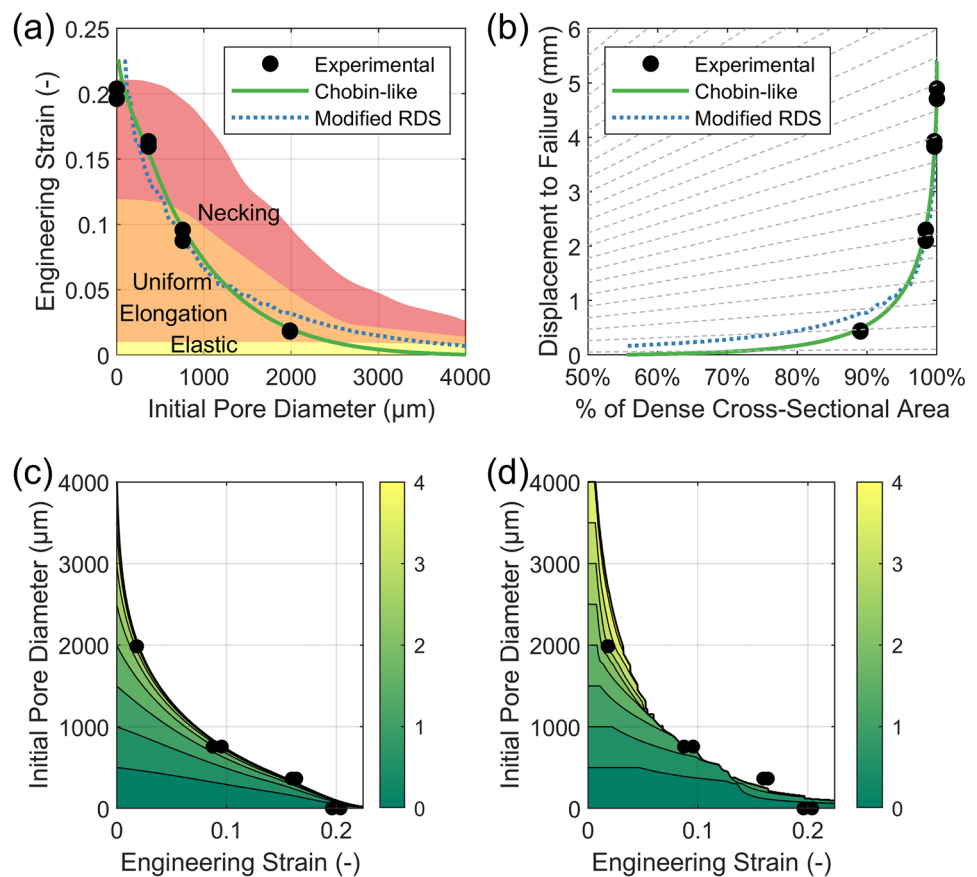 (a)
0.25
0.20
0.15
0.1
0.05
0
Engineering Strain (-)
Experimental
Chobin-like
Modified RDS
Necking
Uniform
Elongation
Elastic
0
1000
2000
3000
4000
Initial Pore Diameter (µm)
(b)
6
5
4
3
2
1
0
Displacement to Failure (mm)
Experimental
Chobin-like
Modified RDS
50%
60%
70%
80%
90%
100%
% of Dense Cross-Sectional Area
(c)
4000
3000
2000
1000
0
Initial Pore Diameter (µm)
0
0.1
0.2
Engineering Strain (-)
4
3
2
1
0
(d)
4000
3000
2000
1000
0
Initial Pore Diameter (µm)
0
0.1
0.2
Engineering Strain (-)
4
3
2
1
0